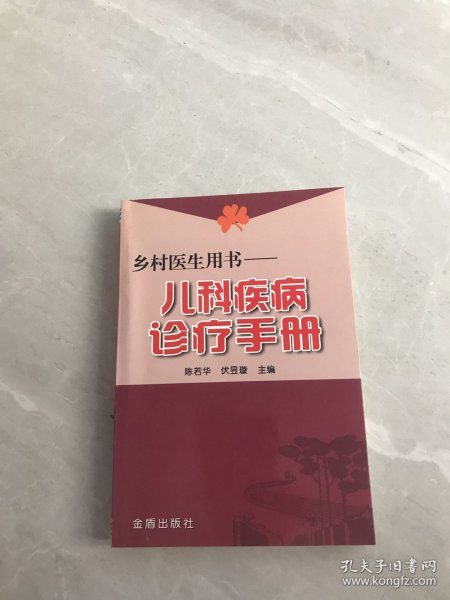 乡村医生用书——
儿科疾病
诊疗手册
陈若华 伏昱璇 主编
金盾出版社
孔夫子旧书网
www.kongfz.com